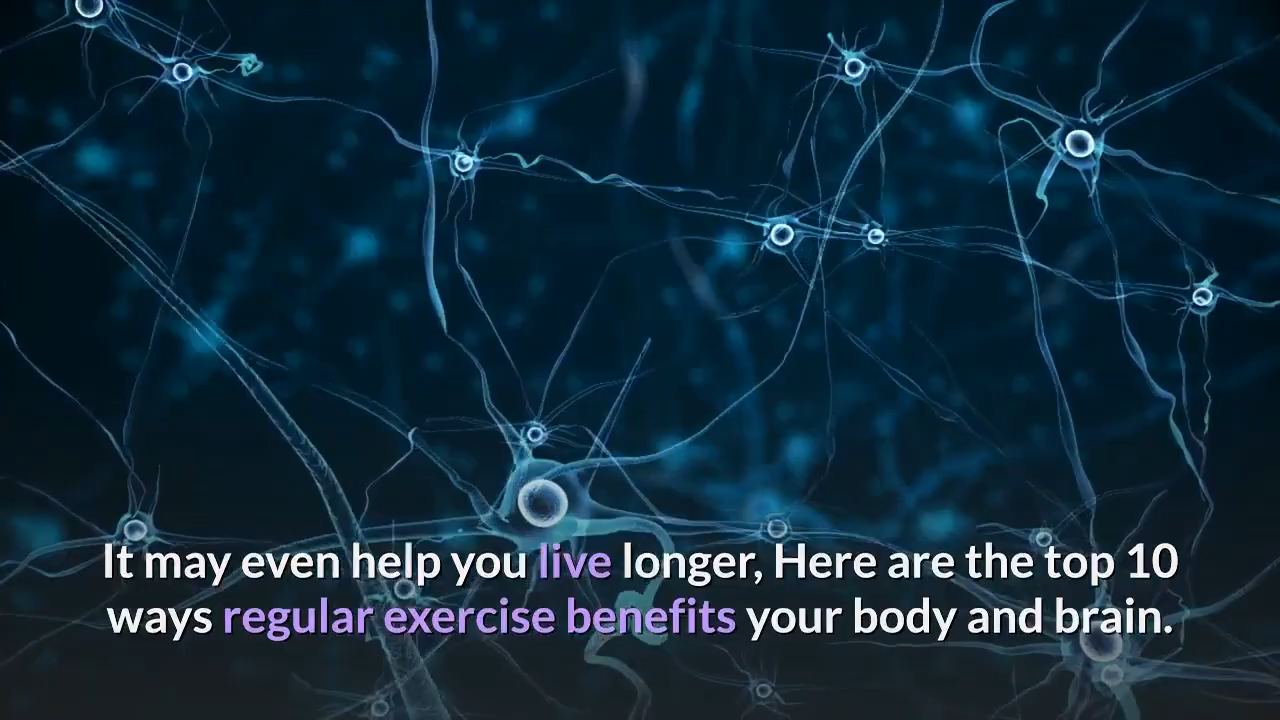 It may even help you live longer, Here are the top 10
ways regular exercise benefits your body and brain.